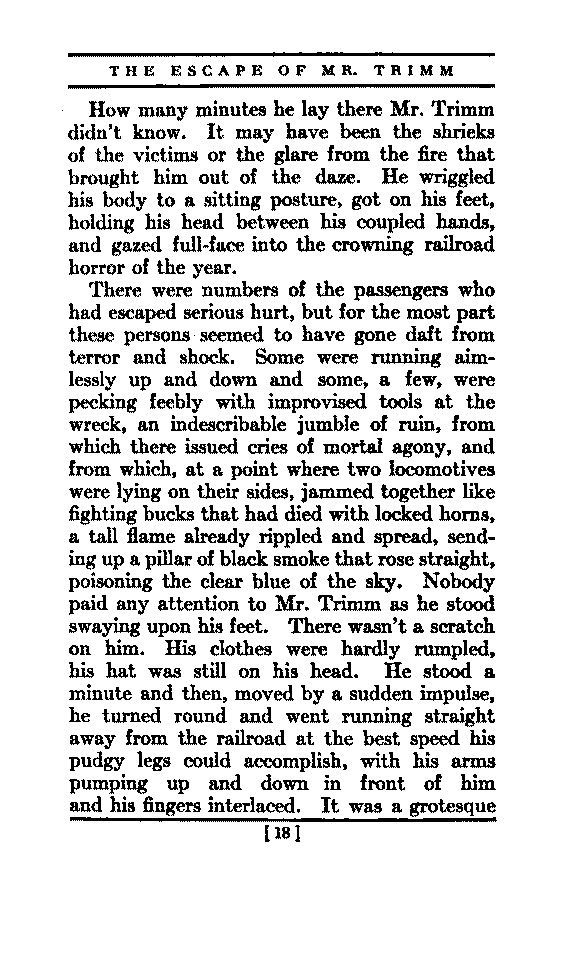 THE ESCAPE OF MR. TRIMM
How many minutes he lay there Mr. Trimm
didn't know. It may have been the shrieks
of the victims or the glare from the fire that
brought him out of the daze. He wriggled
his body to a sitting posture, got on his feet,
holding his head between his coupled hands,
and gazed full-face into the crowning railroad
horror of the year.
There were numbers of the passengers who
had escaped serious hurt, but for the most part
these persons seemed to have gone daft from
terror and shock. Some were running aim-
lessly up and down and some, a few, were
pecking feebly with improvised tools at the
wreck, an indescribable jumble of ruin, from
which there issued cries of mortal agony, and
from which, at a point where two locomotives
were lying on their sides, jammed together like
fighting bucks that had died with locked horns,
a tall flame already rippled and spread, send-
ing up a pillar of black smoke that rose straight,
poisoning the clear blue of the sky. Nobody
paid any attention to Mr. Trimm as he stood
swaying upon his feet. There wasn't a scratch
on him. His clothes were hardly rumpled,
his hat was still on his head. He stood a
minute and then, moved by a sudden impulse,
he turned round and went running straight
away from the railroad at the best speed his
pudgy legs could accomplish, with his arms
pumping up and down in front of him
and his fingers interlaced. It was a grotesque
[18]